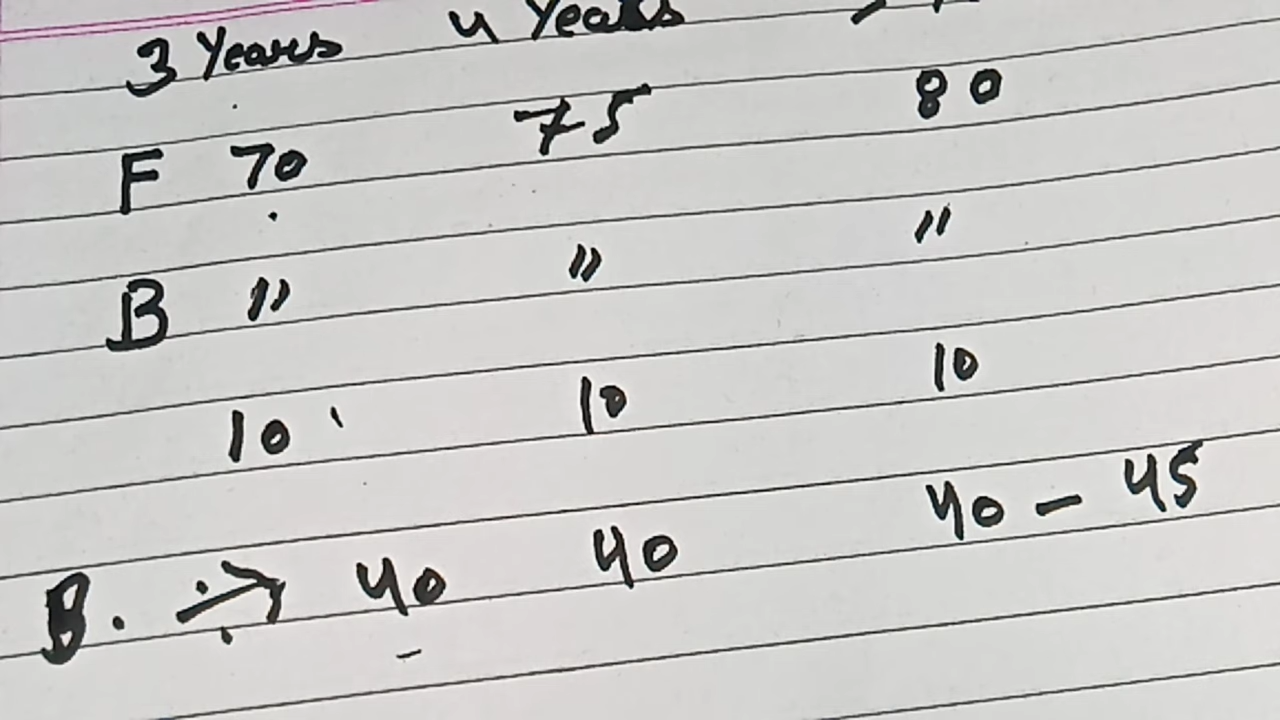 3 Years 4 Years
F 70 75 80
B " " "
10 10 10
B. ÷> 40 40 40 - 45